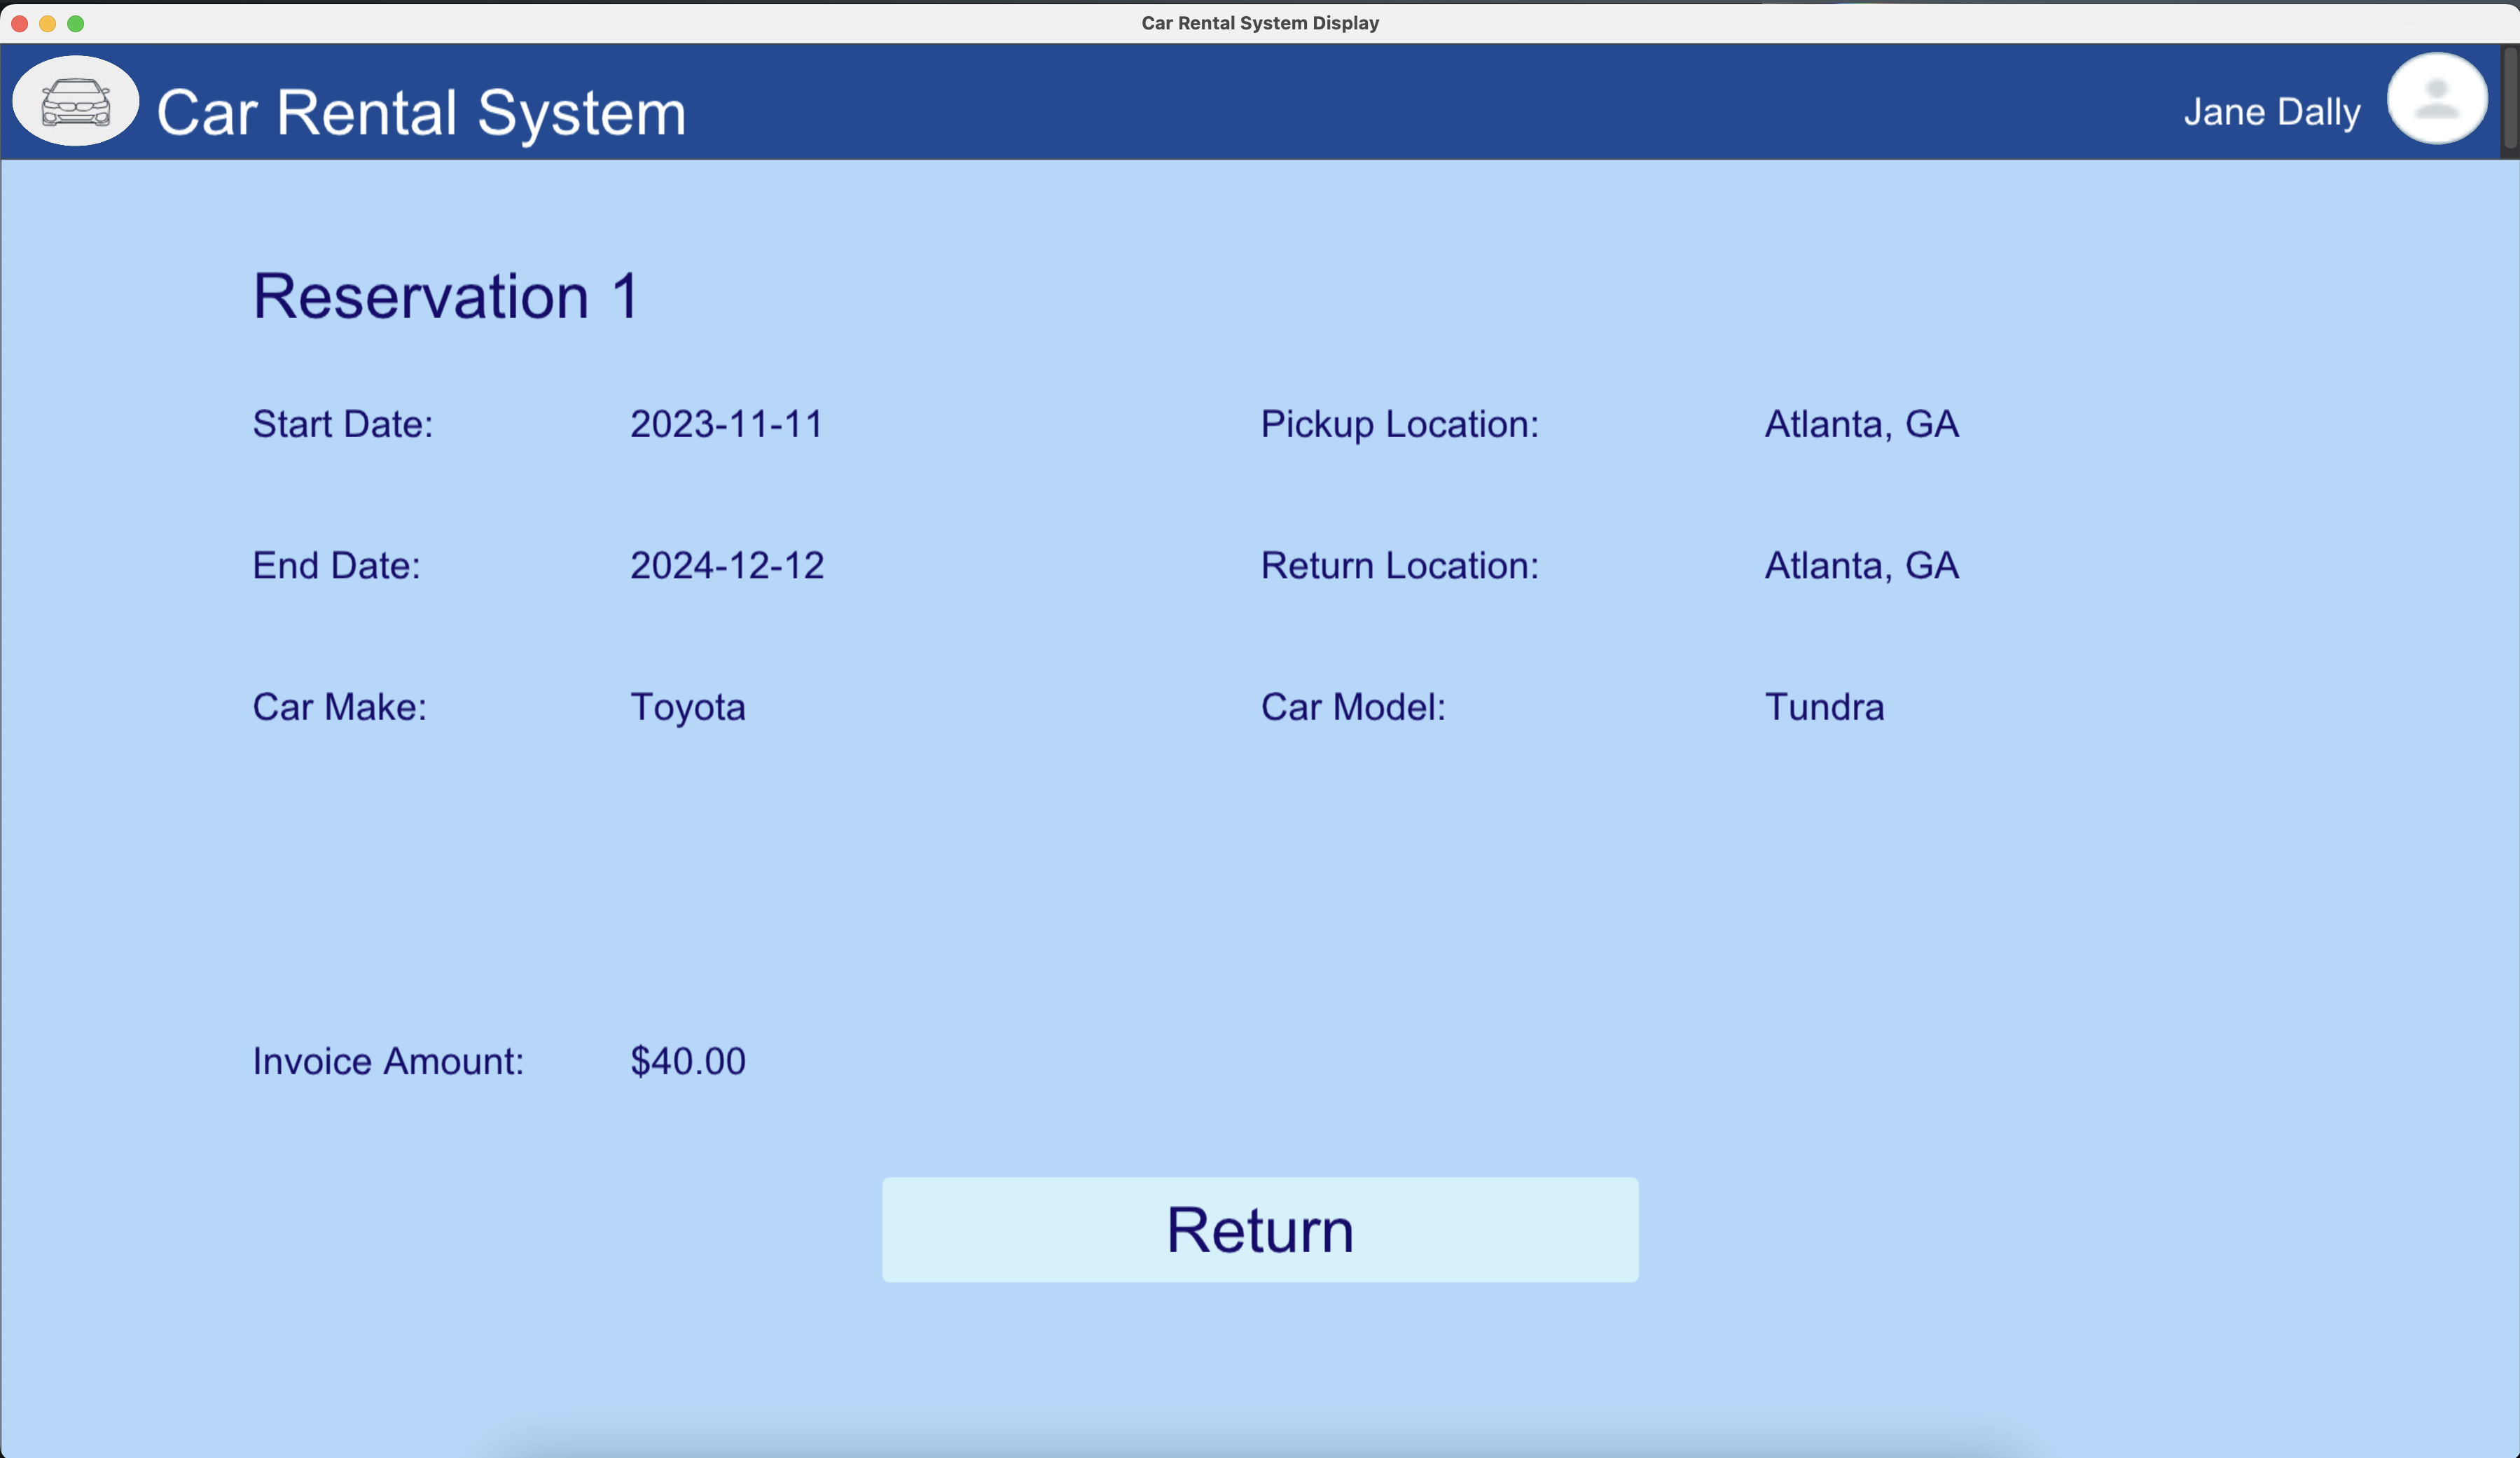 Car Rental System Display
Car Rental System
Jane Dally
Reservation 1
Start Date: 2023-11-11 Pickup Location: Atlanta, GA
End Date: 2024-12-12 Return Location: Atlanta, GA
Car Make: Toyota Car Model: Tundra
Invoice Amount: $40.00
Return